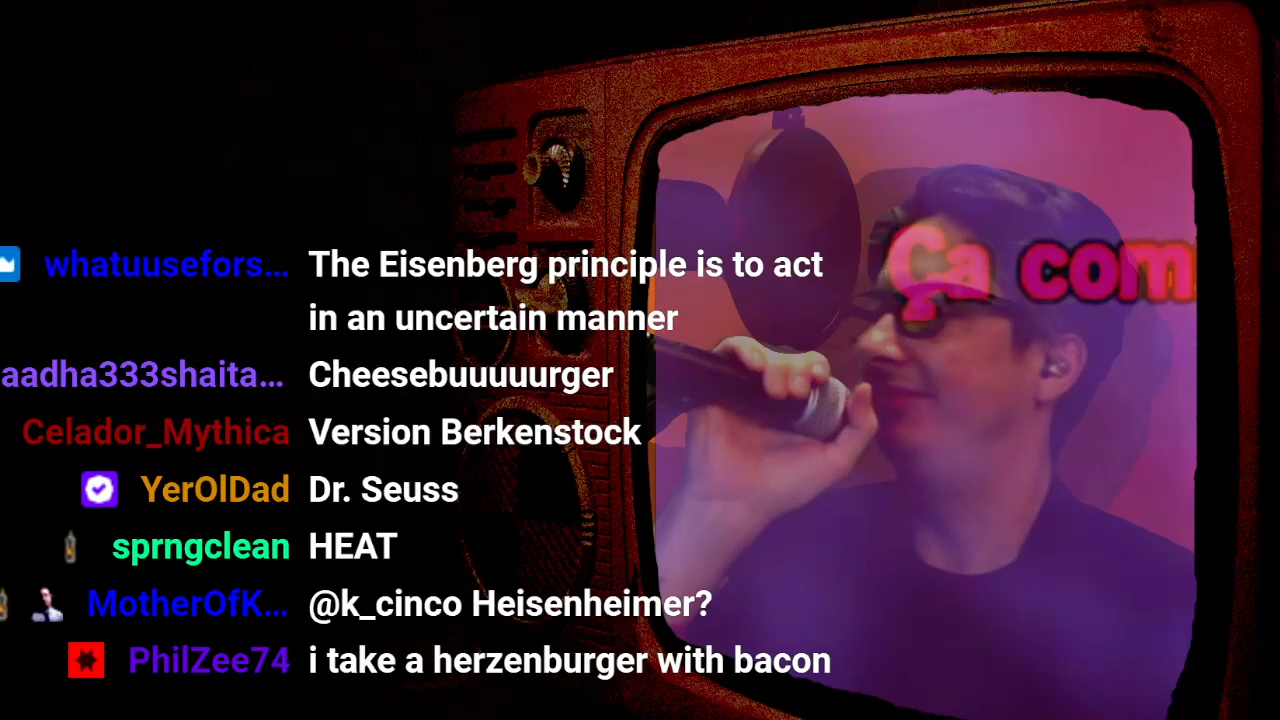 whatuusefors... The Eisenberg principle is to act
in an uncertain manner
aadha333shaita... Cheesebuuuuurger
Celador_Mythica Version Berkenstock
YerOlDad Dr. Seuss
sprngclean HEAT
MotherOfK... @k_cinco Heisenheimer?
PhilZee74 i take a herzenburger with bacon
Ça com